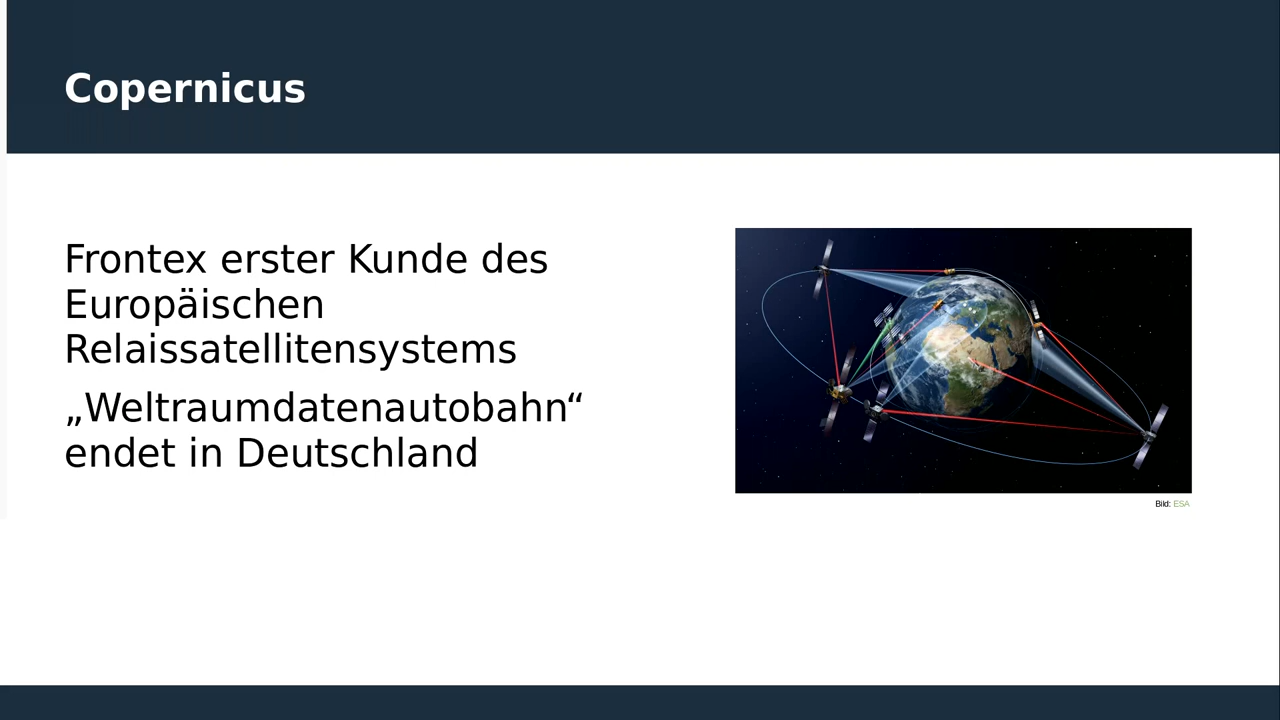 Copernicus
Frontex erster Kunde des
Europäischen
Relaissatellitensystems
„Weltraumdatenautobahn“
endet in Deutschland
Bild: ESA